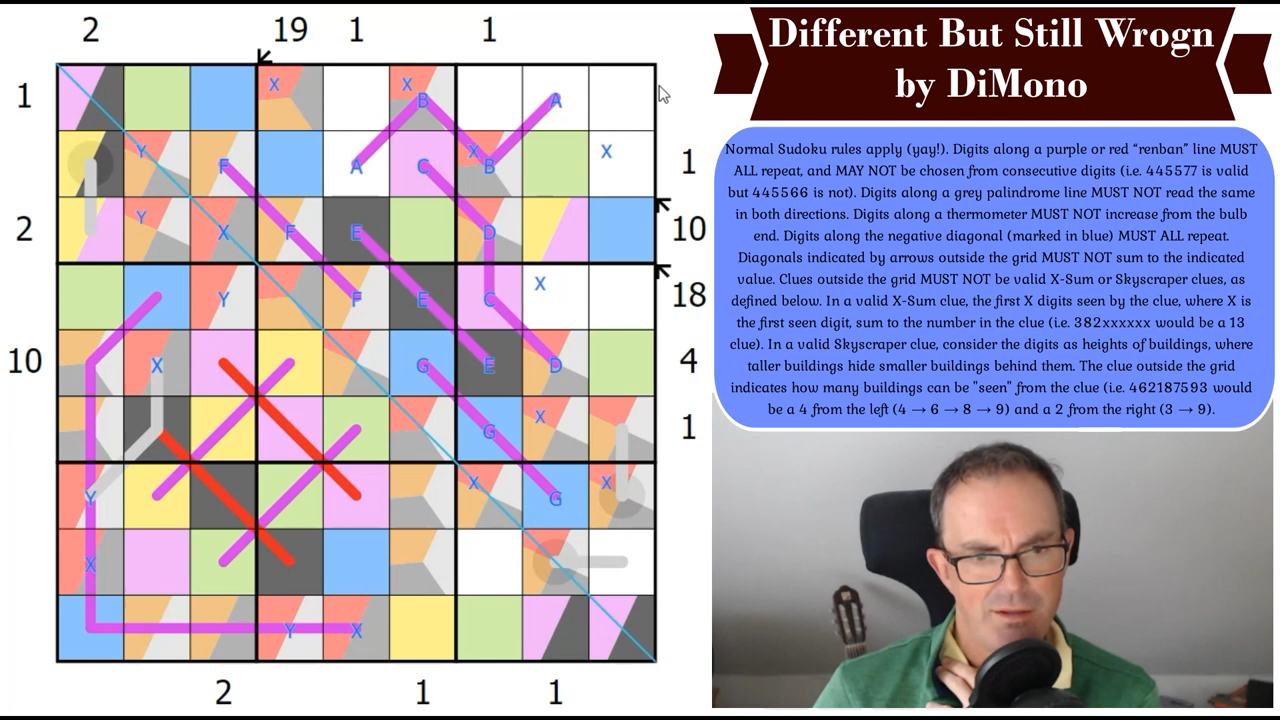 2 19 1 1
Different But Still Wrogn
by DiMono
1
X X B A
Y F A C X B X 1
2 Y X F E D 10
Y F E C X 18
10 X G E D 4
G X 1
Y X G X
X
Y X
2 1 1
Normal Sudoku rules apply (yay!). Digits along a purple or red “renban” line MUST
ALL repeat, and MAY NOT be chosen from consecutive digits (i.e. 445577 is valid
but 445566 is not). Digits along a grey palindrome line MUST NOT read the same
in both directions. Digits along a thermometer MUST NOT increase from the bulb
end. Digits along the negative diagonal (marked in blue) MUST ALL repeat.
Diagonals indicated by arrows outside the grid MUST NOT sum to the indicated
value. Clues outside the grid MUST NOT be valid X-Sum or Skyscraper clues, as
defined below. In a valid X-Sum clue, the first X digits seen by the clue, where X is
the first seen digit, sum to the number in the clue (i.e. 382xxxxxx would be a 13
clue). In a valid Skyscraper clue, consider the digits as heights of buildings, where
taller buildings hide smaller buildings behind them. The clue outside the grid
indicates how many buildings can be "seen" from the clue (i.e. 462187593 would
be a 4 from the left (4 → 6 → 8 → 9) and a 2 from the right (3 → 9).